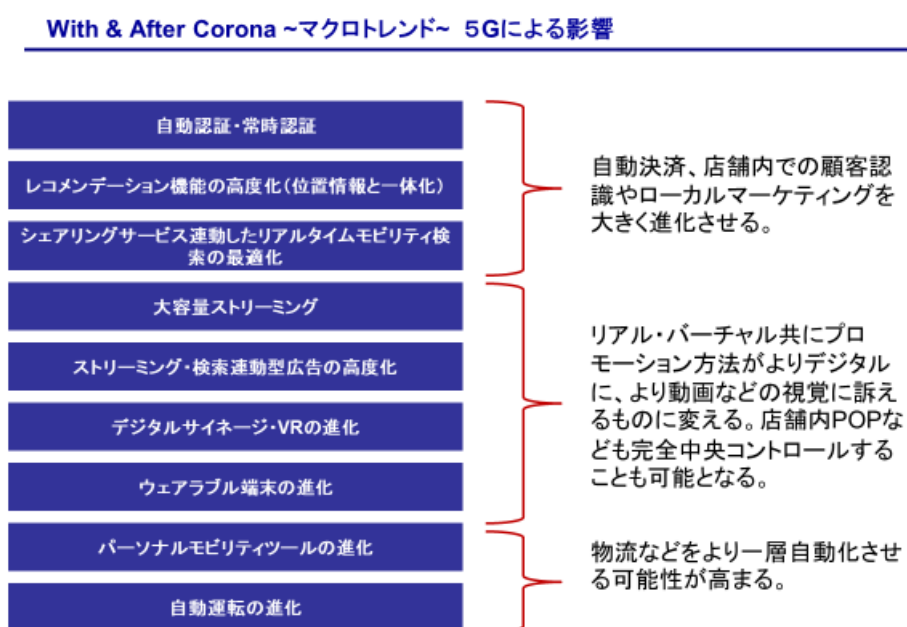 With & After Corona ~マクロトレンド~ 5Gによる影響
自動認証・常時認証
レコメンデーション機能の高度化(位置情報と一体化)
シェアリングサービス連動したリアルタイムモビリティ検
索の最適化
自動決済、店舗内での顧客認
識やローカルマーケティングを
大きく進化させる。
大容量ストリーミング
ストリーミング・検索連動型広告の高度化
デジタルサイネージ・VRの進化
ウェアラブル端末の進化
リアル・バーチャル共にプロ
モーション方法がよりデジタル
に、より動画などの視覚に訴え
るものに変える。店舗内POPな
ども完全中央コントロールする
ことも可能となる。
パーソナルモビリティツールの進化
自動運転の進化
物流などをより一層自動化させ
る可能性が高まる。